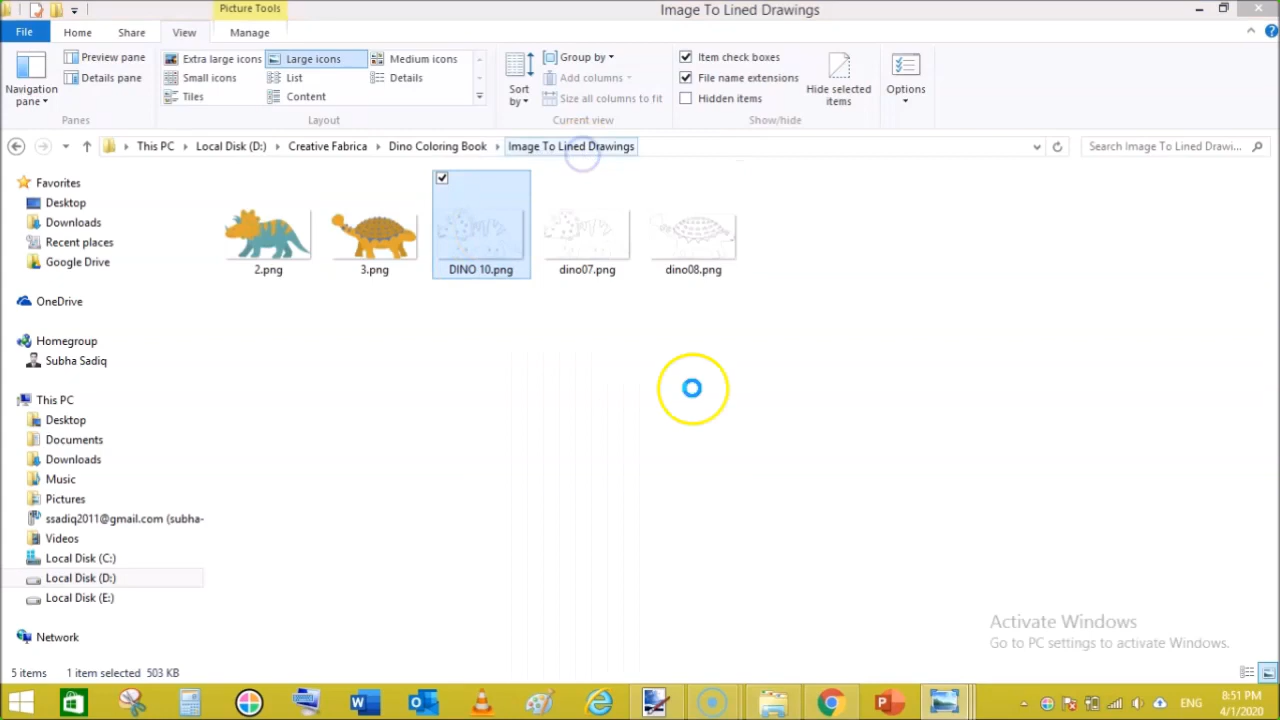 Picture Tools
Image To Lined Drawings
File
Home
Share
View
Manage
Navigation pane
Preview pane
Details pane
Panes
Extra large icons
Large icons
Medium icons
Small icons
List
Details
Tiles
Content
Layout
Sort by
Group by
Add columns
Size all columns to fit
Current view
Item check boxes
File name extensions
Hidden items
Hide selected items
Show/hide
Options
This PC
Local Disk (D:)
Creative Fabrica
Dino Coloring Book
Image To Lined Drawings
Search Image To Lined Drawi...
Favorites
Desktop
Downloads
Recent places
Google Drive
OneDrive
Homegroup
Subha Sadiq
This PC
Desktop
Documents
Downloads
Music
Pictures
ssadiq2011@gmail.com (subha-
Videos
Local Disk (C:)
Local Disk (D:)
Local Disk (E:)
Network
2.png
3.png
DINO 10.png
dino07.png
dino08.png
Activate Windows
Go to PC settings to activate Windows.
5 items
1 item selected 503 KB
ENG
8:51 PM
4/1/2020